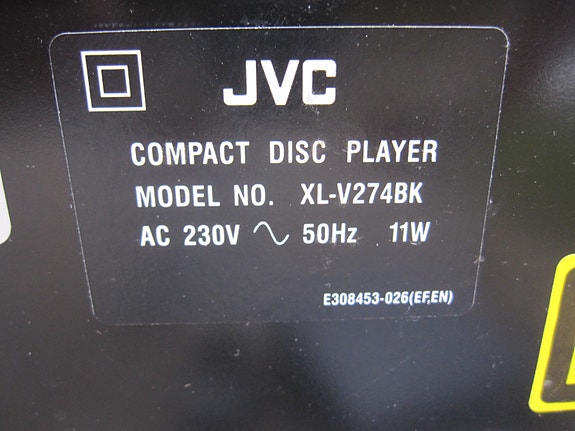 JVC
COMPACT DISC PLAYER
MODEL NO. XL-V274BK
AC 230V ∿ 50Hz 11W
E308453-026(EF,EN)